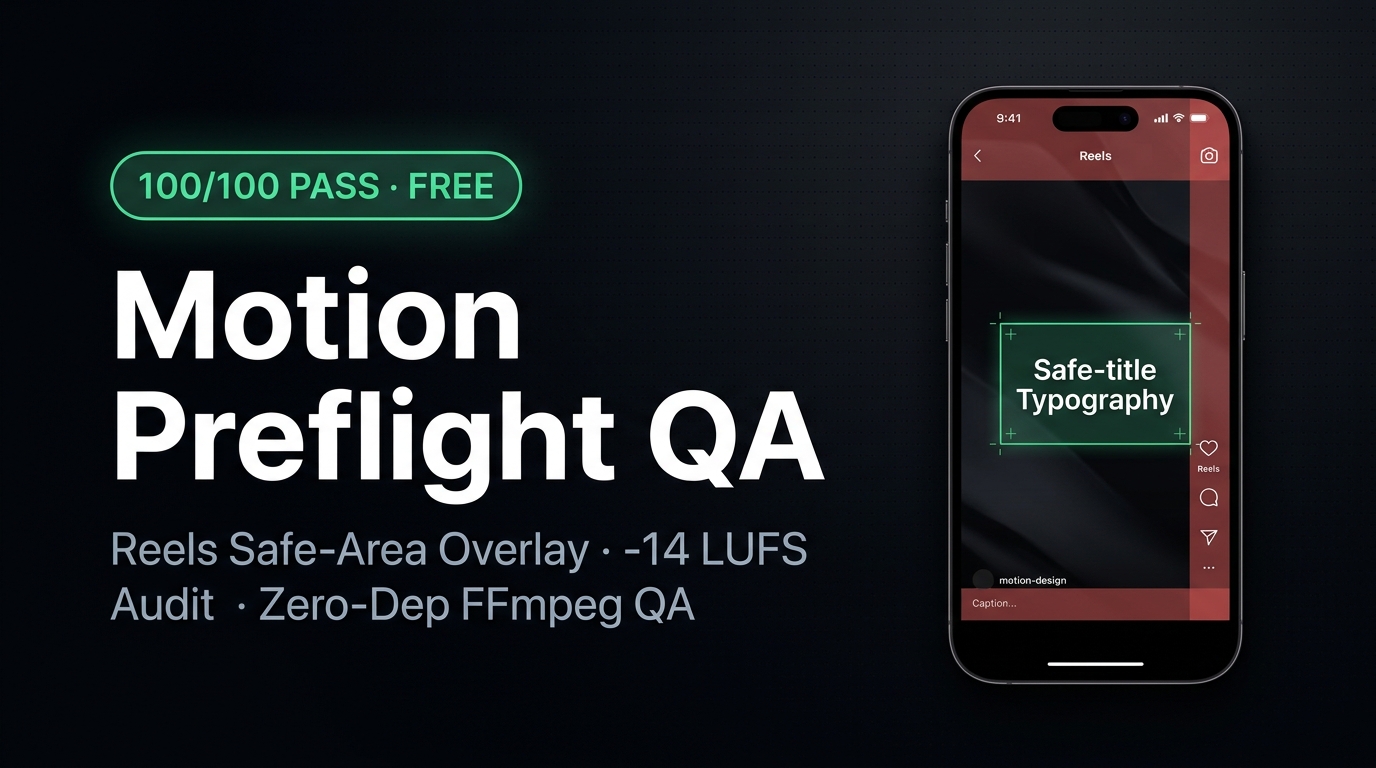 100/100 PASS · FREE
Motion
Preflight QA
Reels Safe-Area Overlay · -14 LUFS
Audit · Zero-Dep FFmpeg QA
9:41
Reels
Safe-title
Typography
Reels
motion-design
Caption...